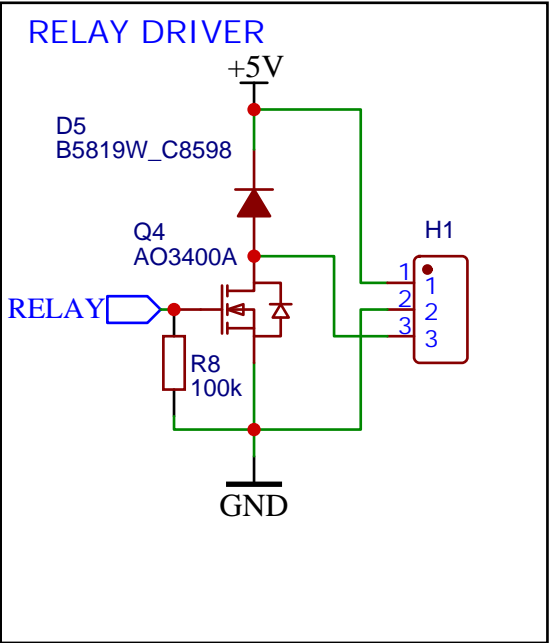 RELAY DRIVER
+5V
D5
B5819W_C8598
Q4
AO3400A
H1
1
1
2
2
3
3
RELAY
R8
100k
GND